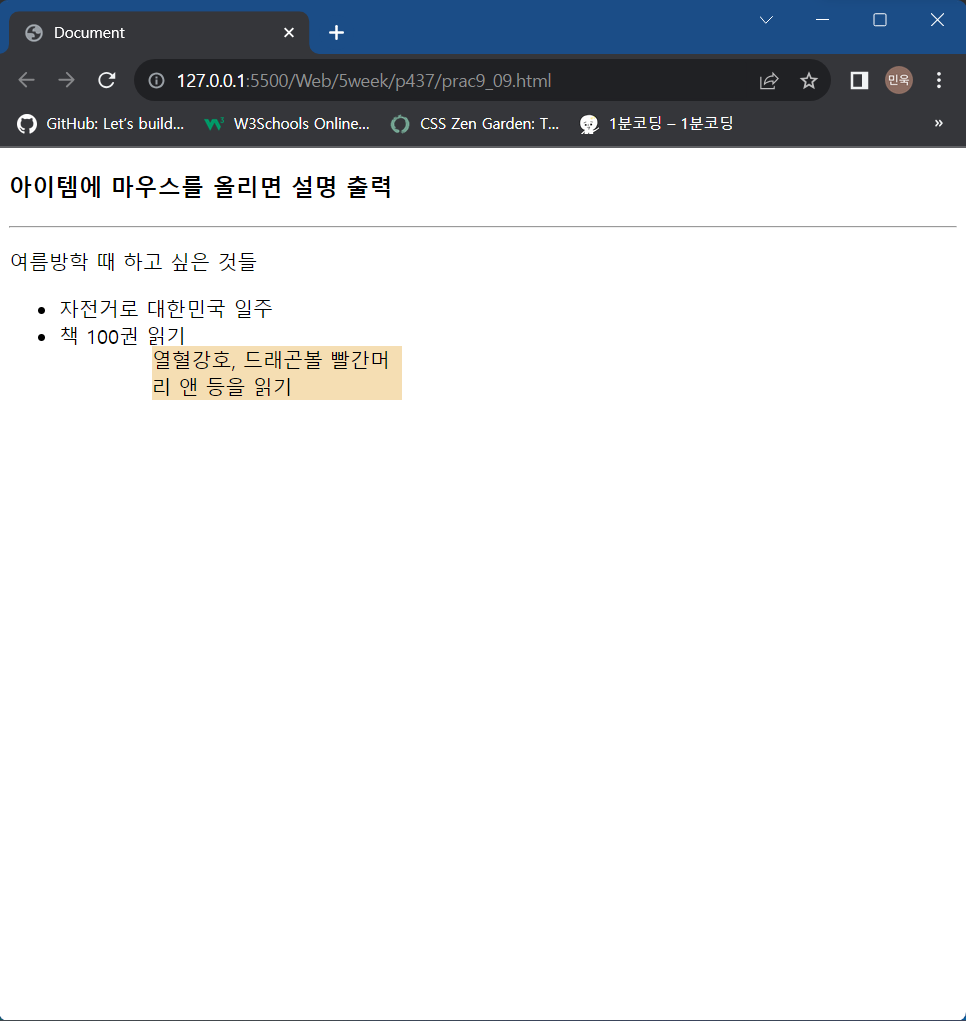 Document
127.0.0.1:5500/Web/5week/p437/prac9_09.html
민욱
GitHub: Let's build...
W3Schools Online...
CSS Zen Garden: T...
1분코딩 – 1분코딩
»
아이템에 마우스를 올리면 설명 출력
여름방학 때 하고 싶은 것들
• 자전거로 대한민국 일주
• 책 100권 읽기
열혈강호, 드래곤볼 빨간머
리 앤 등을 읽기